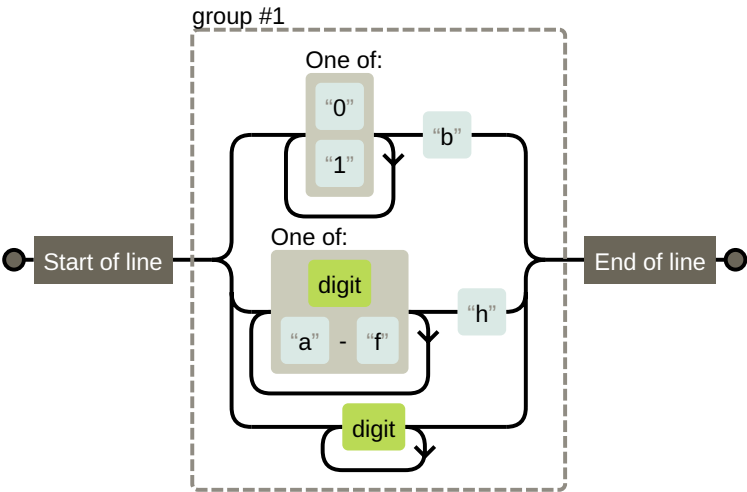 group #1
One of:
“0”
“b”
“1”
One of:
Start of line
End of line
digit
“h”
“a” - “f”
digit